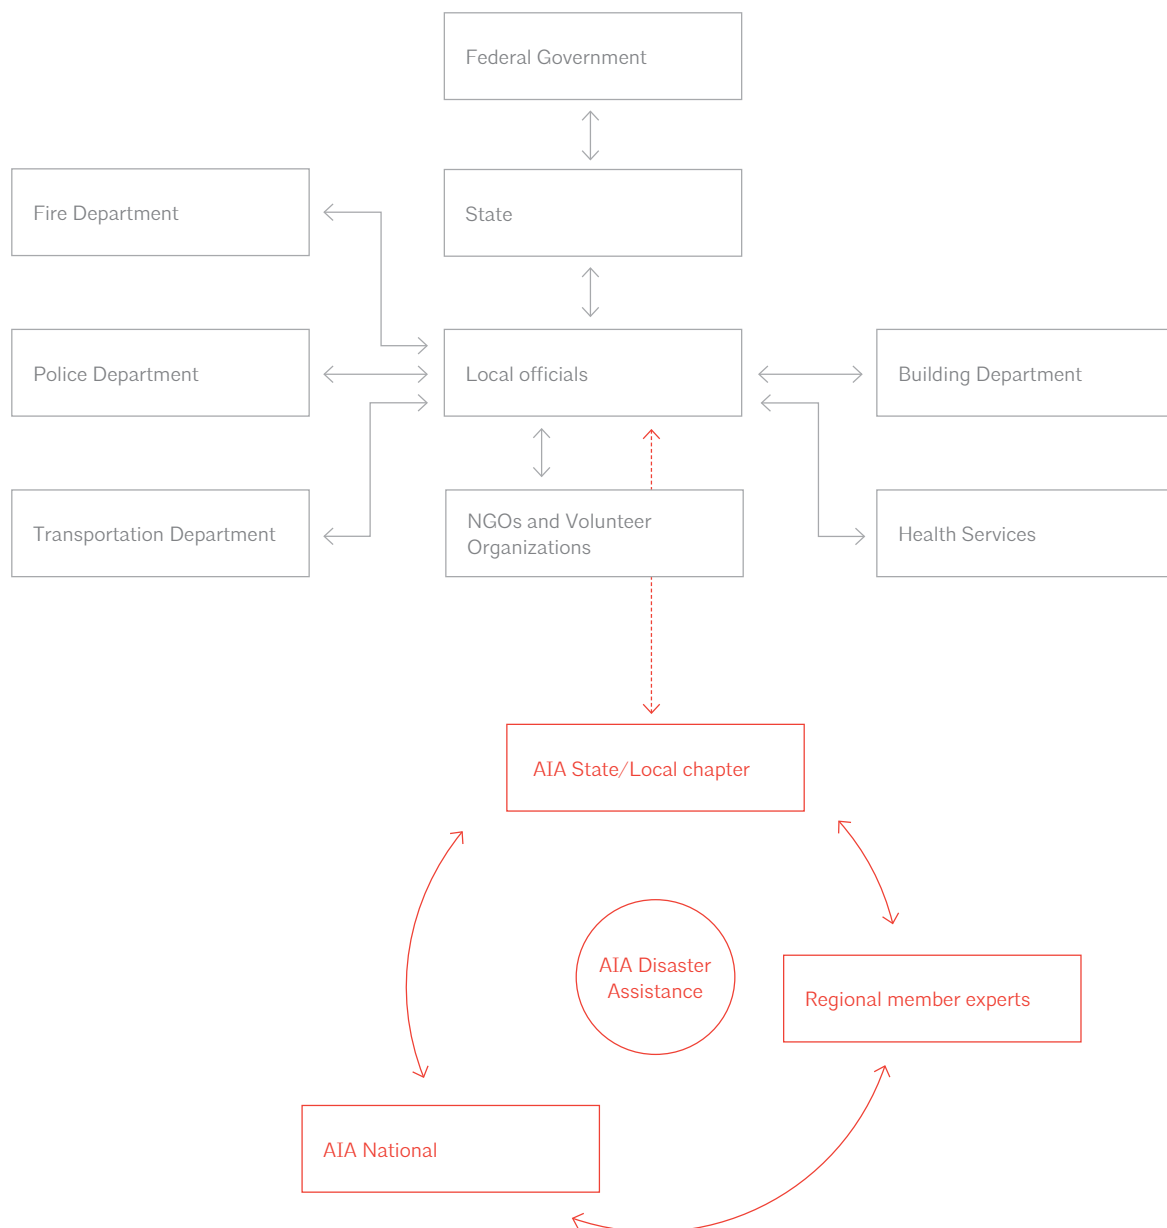 Federal Government
Fire Department
State
Police Department
Local officials
Building Department
Transportation Department
NGOs and Volunteer
Organizations
Health Services
AIA State/Local chapter
AIA Disaster
Assistance
Regional member experts
AIA National